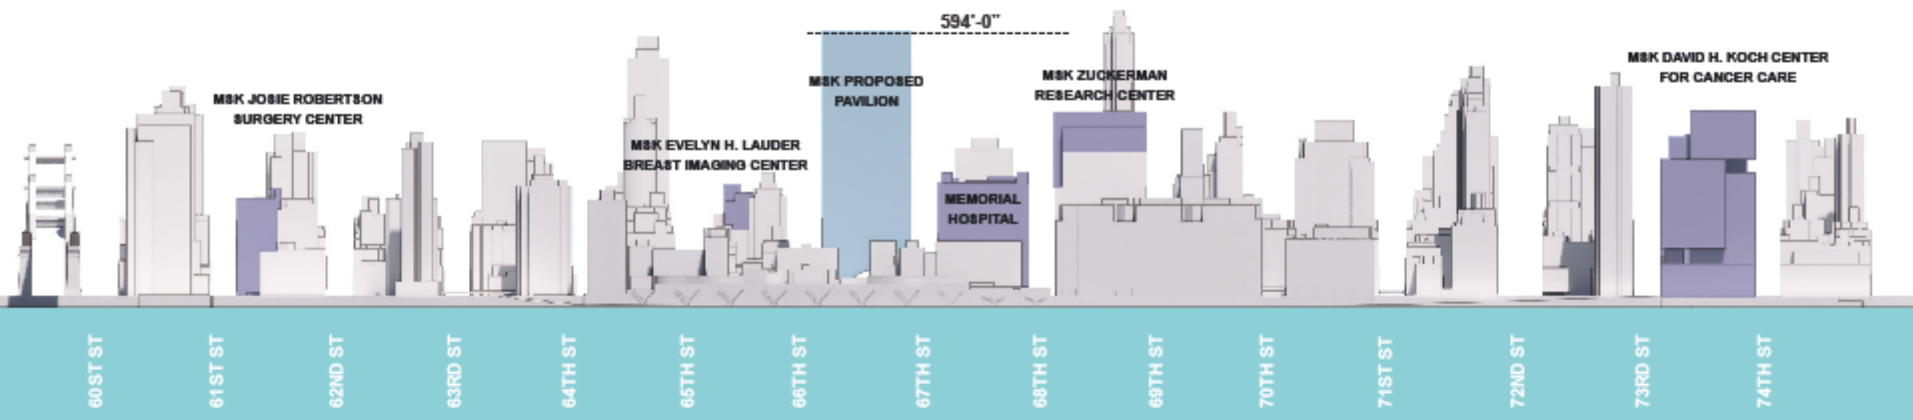 594'-0"
MSK JOSIE ROBERTSON
SURGERY CENTER
MSK EVELYN H. LAUDER
BREAST IMAGING CENTER
MSK PROPOSED
PAVILION
MEMORIAL
HOSPITAL
MSK ZUCKERMAN
RESEARCH CENTER
MSK DAVID H. KOCH CENTER
FOR CANCER CARE
60ST ST
61ST ST
62ND ST
63RD ST
64TH ST
65TH ST
66TH ST
67TH ST
68TH ST
69TH ST
70TH ST
71ST ST
72ND ST
73RD ST
74TH ST